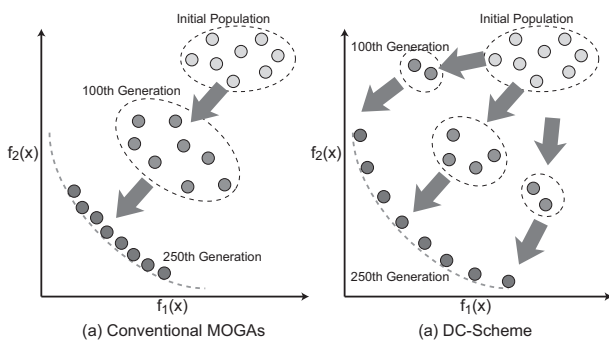 Initial Population
100th Generation
f2(x)
250th Generation
f1(x)
(a) Conventional MOGAs
Initial Population
100th Generation
f2(x)
250th Generation
f1(x)
(a) DC-Scheme